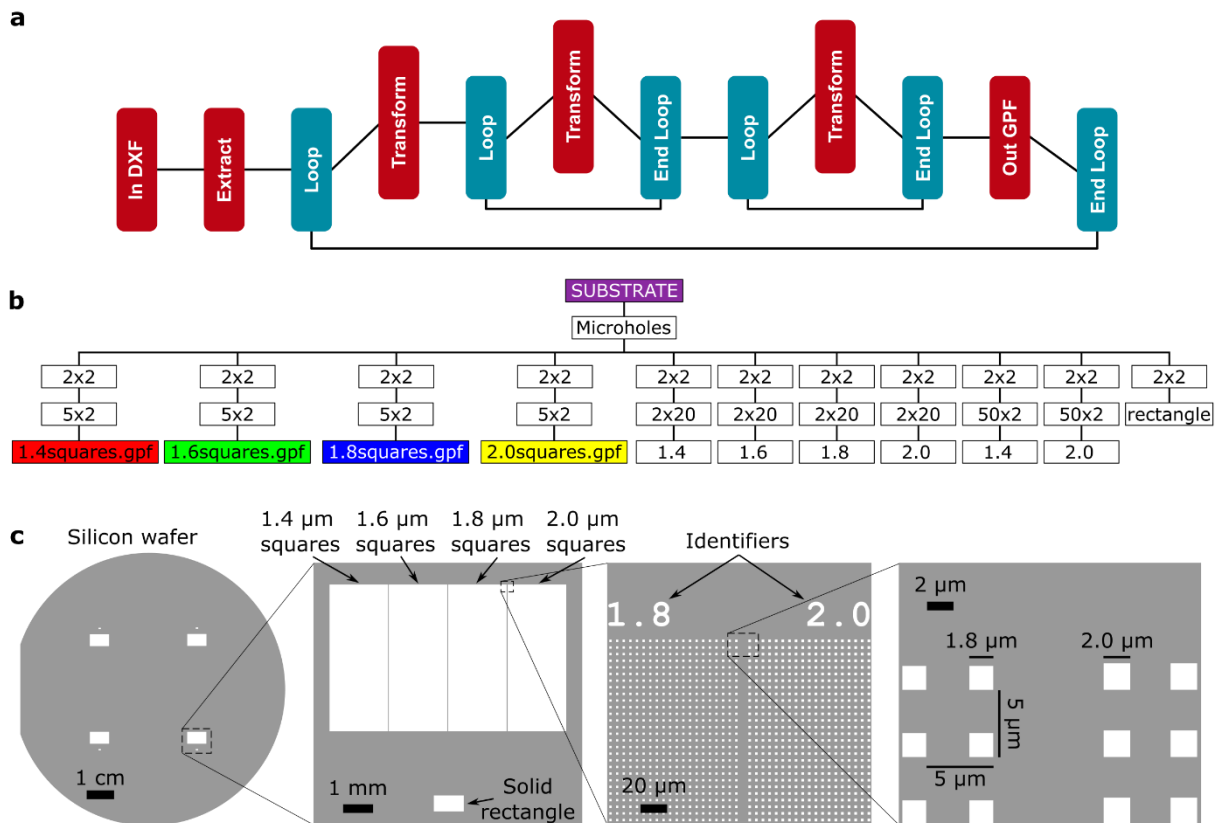 a
In DXF
Extract
Loop
Transform
Loop
Transform
End Loop
Loop
Transform
End Loop
Out GPF
End Loop
b
SUBSTRATE
Microholes
2x2 2x2 2x2 2x2 2x2 2x2 2x2 2x2 2x2 2x2 2x2
5x2 5x2 5x2 5x2 2x20 2x20 2x20 2x20 50x2 50x2 rectangle
1.4squares.gpf 1.6squares.gpf 1.8squares.gpf 2.0squares.gpf 1.4 1.6 1.8 2.0 1.4 2.0
c
Silicon wafer
1 cm
1.4 µm
squares
1.6 µm
squares
1.8 µm
squares
2.0 µm
squares
1 mm
Solid
rectangle
Identifiers
1.8 2.0
20 µm
2 µm
1.8 µm
2.0 µm
5 µm
5 µm